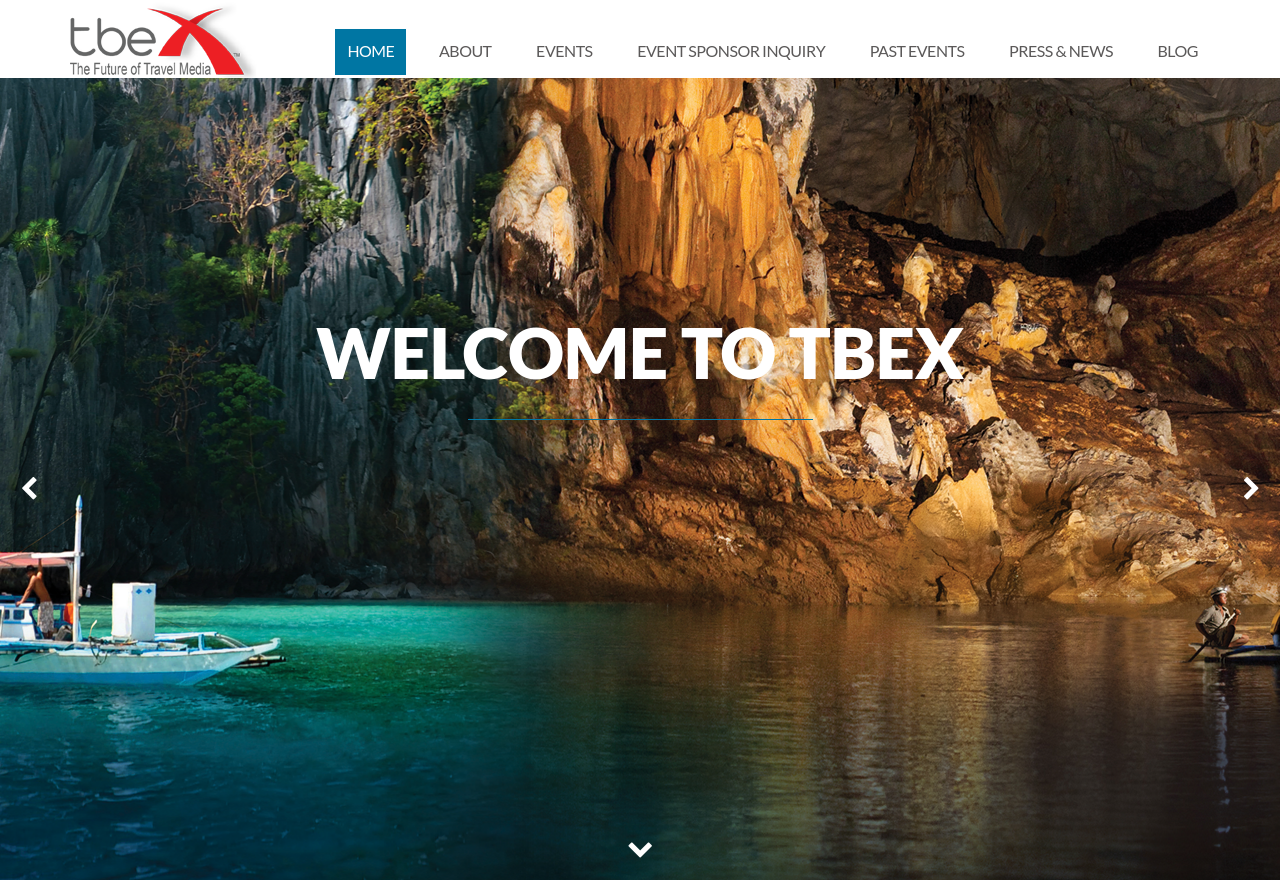 tbex™
The Future of Travel Media
HOME ABOUT EVENTS EVENT SPONSOR INQUIRY PAST EVENTS PRESS & NEWS BLOG
WELCOME TO TBEX